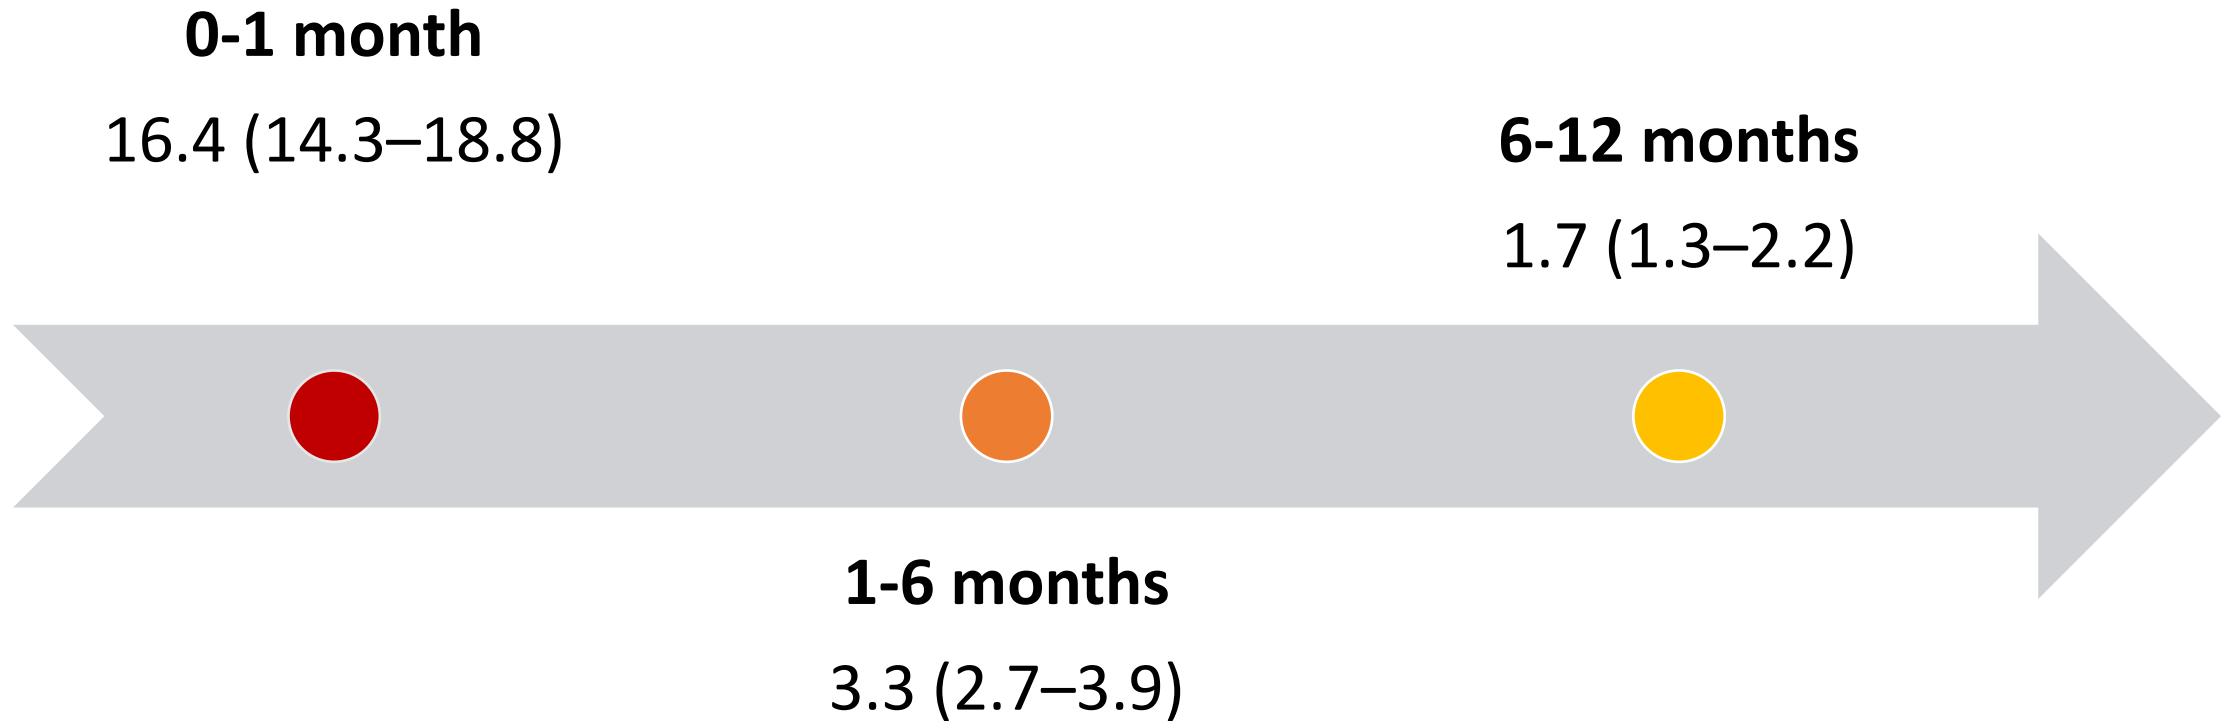 0-1 month
16.4 (14.3–18.8)
1-6 months
3.3 (2.7–3.9)
6-12 months
1.7 (1.3–2.2)